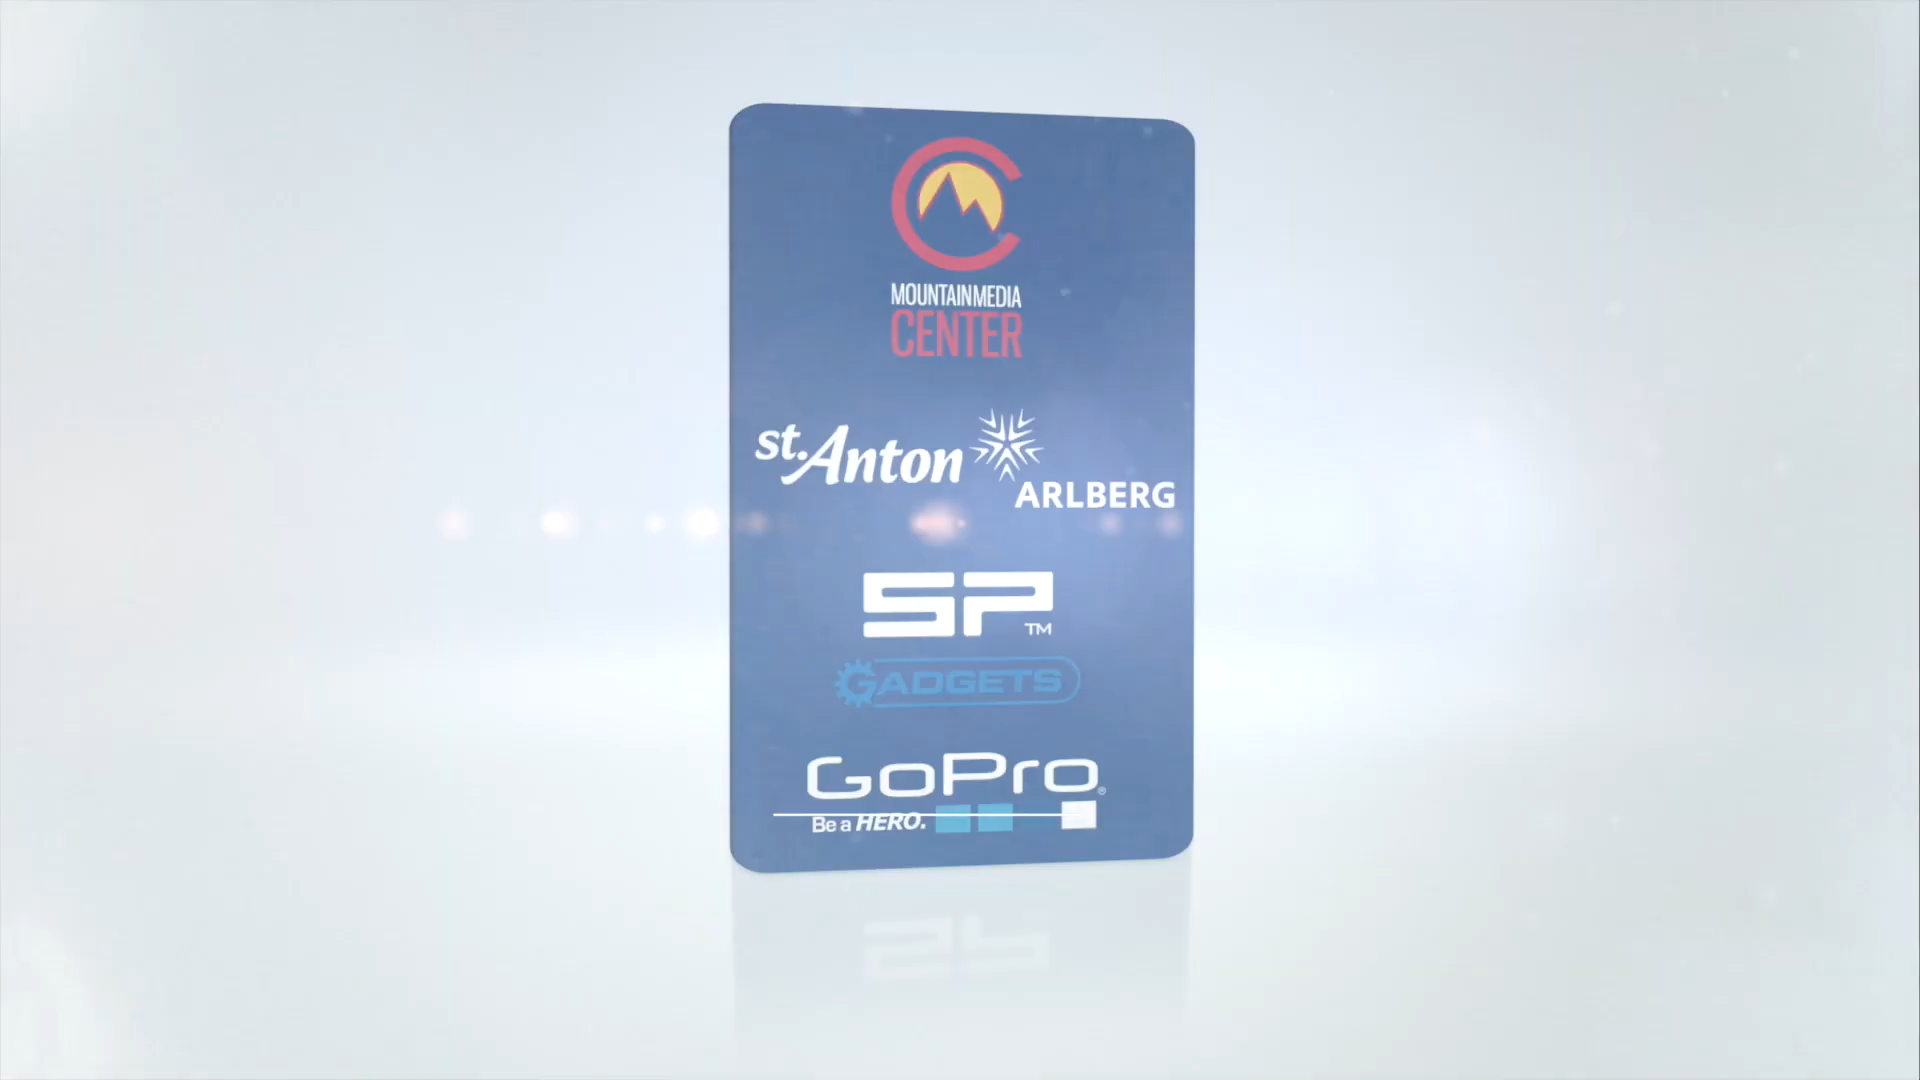 MOUNTAINMEDIA
CENTER
st. Anton
ARLBERG
SP™
GADGETS
GoPro®
Be a HERO.